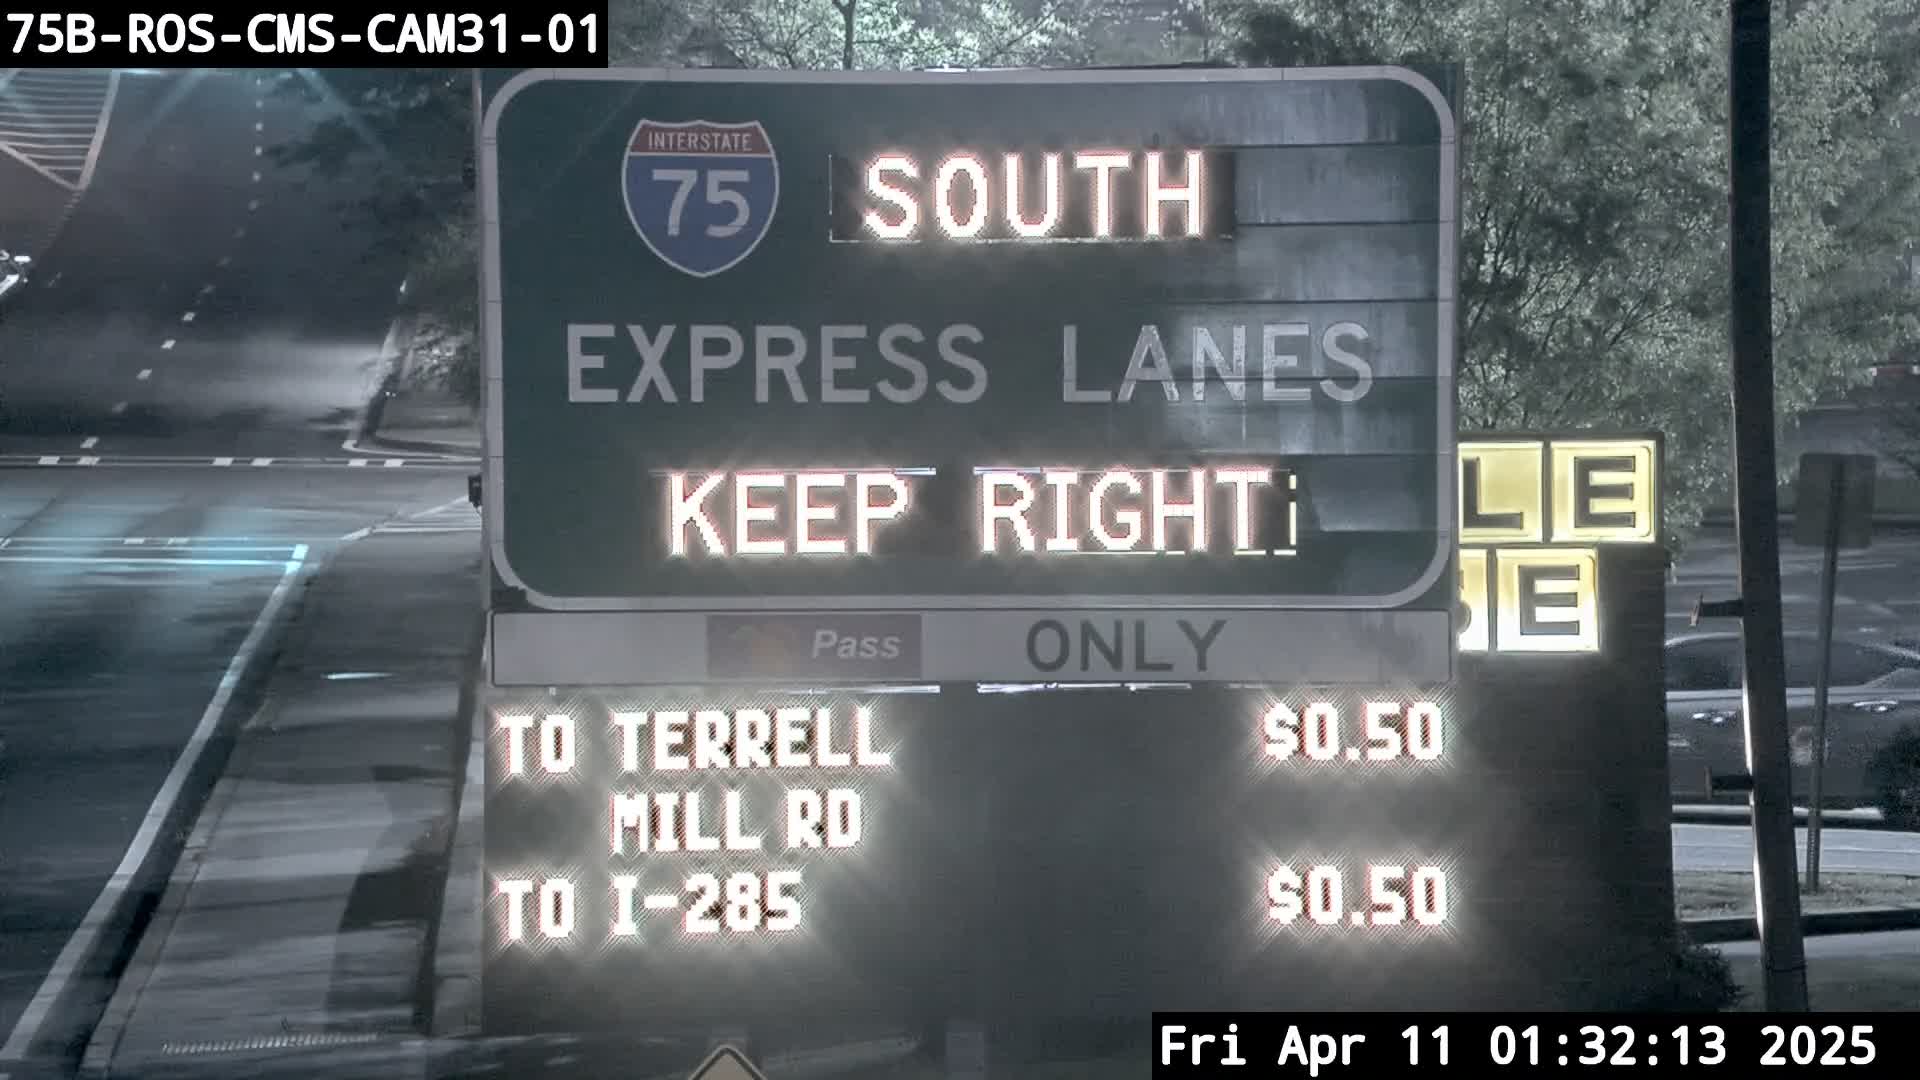 75B-ROS-CMS-CAM31-01
INTERSTATE
75
SOUTH
EXPRESS LANES
KEEP RIGHT
LE
E
Pass ONLY
TO TERRELL $0.50
MILL RD
TO I-285 $0.50
Fri Apr 11 01:32:13 2025